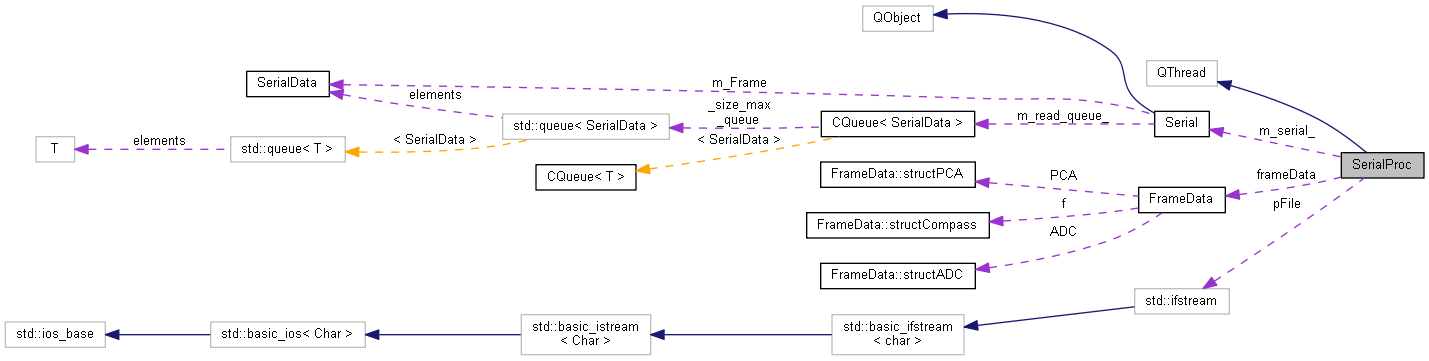 QObject
QThread
SerialData
m_Frame
elements
_size_max
_queue
std::queue< SerialData >
CQueue< SerialData >
m_read_queue_
Serial
m_serial_
T
elements
std::queue< T >
< SerialData >
< SerialData >
CQueue< T >
SerialProc
FrameData::structPCA
PCA
frameData
FrameData
pFile
f
FrameData::structCompass
ADC
FrameData::structADC
std::ifstream
std::ios_base
std::basic_ios< Char >
std::basic_istream
< Char >
std::basic_ifstream
< char >